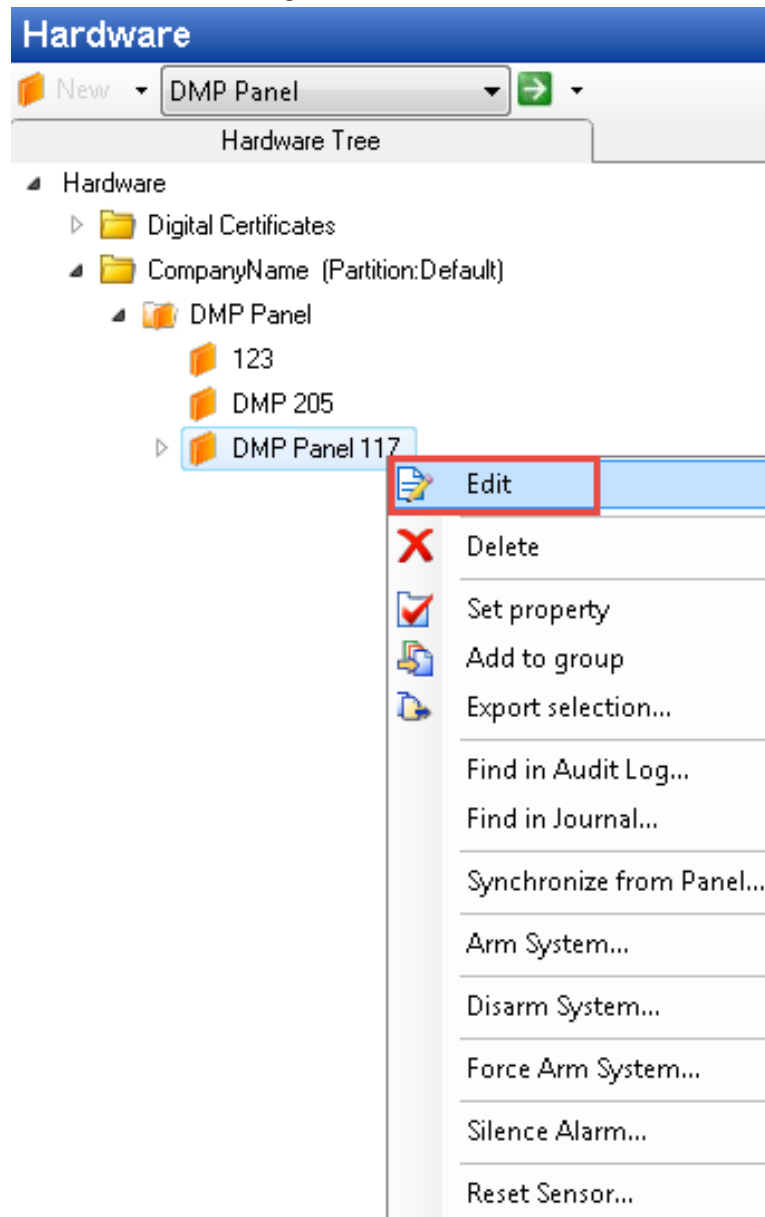 Hardware
New DMP Panel
Hardware Tree
Hardware
Digital Certificates
CompanyName (Partition:Default)
DMP Panel
123
DMP 205
DMP Panel 117
Edit
Delete
Set property
Add to group
Export selection...
Find in Audit Log...
Find in Journal...
Synchronize from Panel...
Arm System...
Disarm System...
Force Arm System...
Silence Alarm...
Reset Sensor...